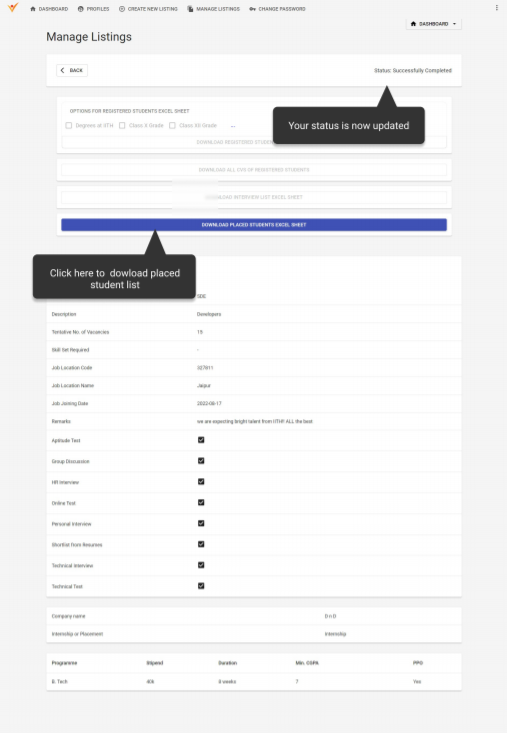 DASHBOARD PROFILES CREATE NEW LISTING MANAGE LISTINGS CHANGE PASSWORD
DASHBOARD
Manage Listings
BACK
Status: Successfully Completed
Your status is now updated
OPTIONS FOR REGISTERED STUDENTS EXCEL SHEET
Degrees at IITH Class X Grade Class XII Grade ...
DOWNLOAD REGISTERED
DOWNLOAD ALL CVS OF REGISTERED STUDENTS
INTERVIEW LIST EXCEL SHEET
DOWNLOAD PLACED STUDENTS EXCEL SHEET
Click here to dowload placed
student list
SDE
Description Developers
Tentative No. of Vacancies 15
Skill Set Required -
Job Location Code 327811
Job Location Name Jaipur
Job Joining Date 2022-08-17
Remarks we are expecting bright talent from IITH!! ALL the best
Aptitude Test
Group Discussion
HR Interview
Online Test
Personal Interview
Shortlist from Resumes
Technical Interview
Technical Test
Company name D n D
Internship or Placement Internship
Programme Stipend Duration Min. CGPA PPO
B. Tech 40k 8 weeks 7 Yes